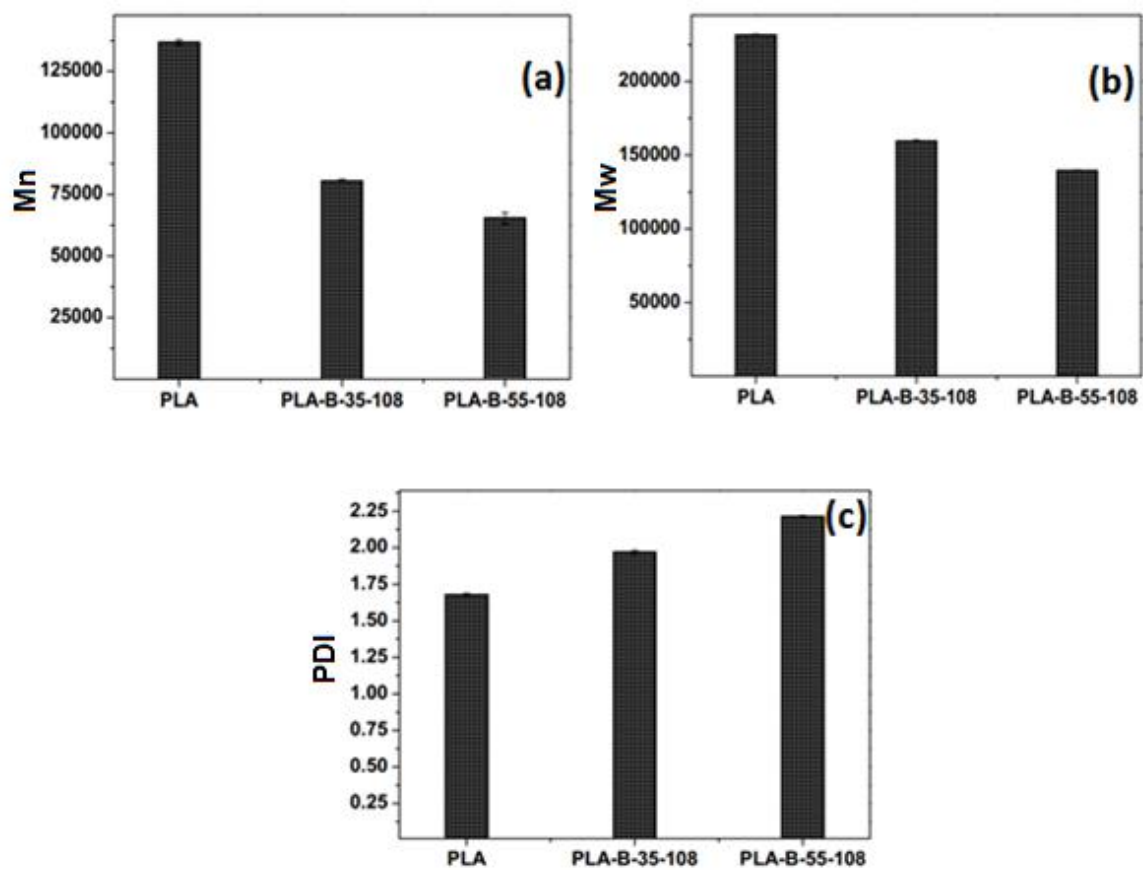 (a)
Mn
125000
100000
75000
50000
25000
PLA PLA-B-35-108 PLA-B-55-108
(b)
Mw
200000
150000
100000
50000
PLA PLA-B-35-108 PLA-B-55-108
(c)
PDI
2.25
2.00
1.75
1.50
1.25
1.00
0.75
0.50
0.25
PLA PLA-B-35-108 PLA-B-55-108